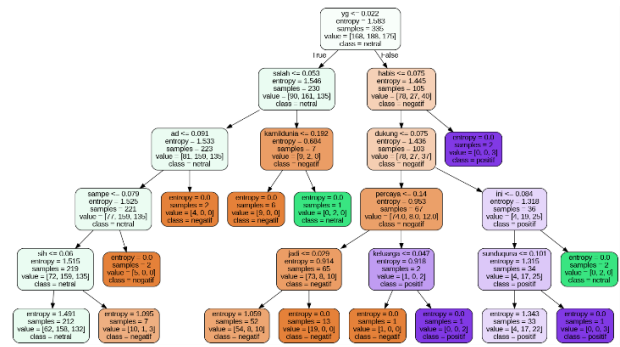 yg <= 0.022
entropy = 1.583
samples = 335
value = [168, 188, 175]
class = netral
True
False
salah <= 0.053
entropy = 1.546
samples = 230
value = [90, 161, 135]
class = netral
habis <= 0.075
entropy = 1.445
samples = 105
value = [78, 27, 40]
class = negatif
ad <= 0.091
entropy = 1.533
samples = 223
value = [81, 159, 135]
class = netral
kamildunia <= 0.192
entropy = 0.684
samples = 7
value = [9, 2, 0]
class = negatif
dukung <= 0.075
entropy = 1.436
samples = 103
value = [78, 27, 37]
class = negatif
entropy = 0.0
samples = 2
value = [0, 0, 3]
class = positif
sampe <= 0.079
entropy = 1.525
samples = 221
value = [77, 159, 135]
class = netral
entropy = 0.0
samples = 2
value = [4, 0, 0]
class = negatif
entropy = 0.0
samples = 6
value = [9, 0, 0]
class = negatif
entropy = 0.0
samples = 1
value = [0, 2, 0]
class = netral
percaya <= 0.14
entropy = 0.953
samples = 67
value = [74.0, 8.0, 12.0]
class = negatif
ini <= 0.084
entropy = 1.318
samples = 36
value = [4, 19, 25]
class = positif
sih <= 0.06
entropy = 1.515
samples = 219
value = [72, 159, 135]
class = netral
entropy = 0.0
samples = 2
value = [5, 0, 0]
class = negatif
jadi <= 0.029
entropy = 0.914
samples = 65
value = [73, 8, 10]
class = negatif
keluarga <= 0.047
entropy = 0.918
samples = 2
value = [1, 0, 2]
class = positif
<= 0.101
entropy = 1.315
samples = 34
value = [4, 17, 25]
class = positif
entropy = 0.0
samples = 2
value = [0, 2, 0]
class = netral
entropy = 1.491
samples = 212
value = [62, 158, 132]
class = netral
entropy = 1.095
samples = 7
value = [10, 1, 3]
class = negatif
entropy = 1.059
samples = 52
value = [54, 8, 10]
class = negatif
entropy = 0.0
samples = 13
value = [19, 0, 0]
class = negatif
entropy = 0.0
samples = 1
value = [1, 0, 0]
class = negatif
entropy = 0.0
samples = 1
value = [0, 0, 2]
class = positif
entropy = 1.343
samples = 33
value = [4, 17, 22]
class = positif
entropy = 0.0
samples = 1
value = [0, 0, 3]
class = positif